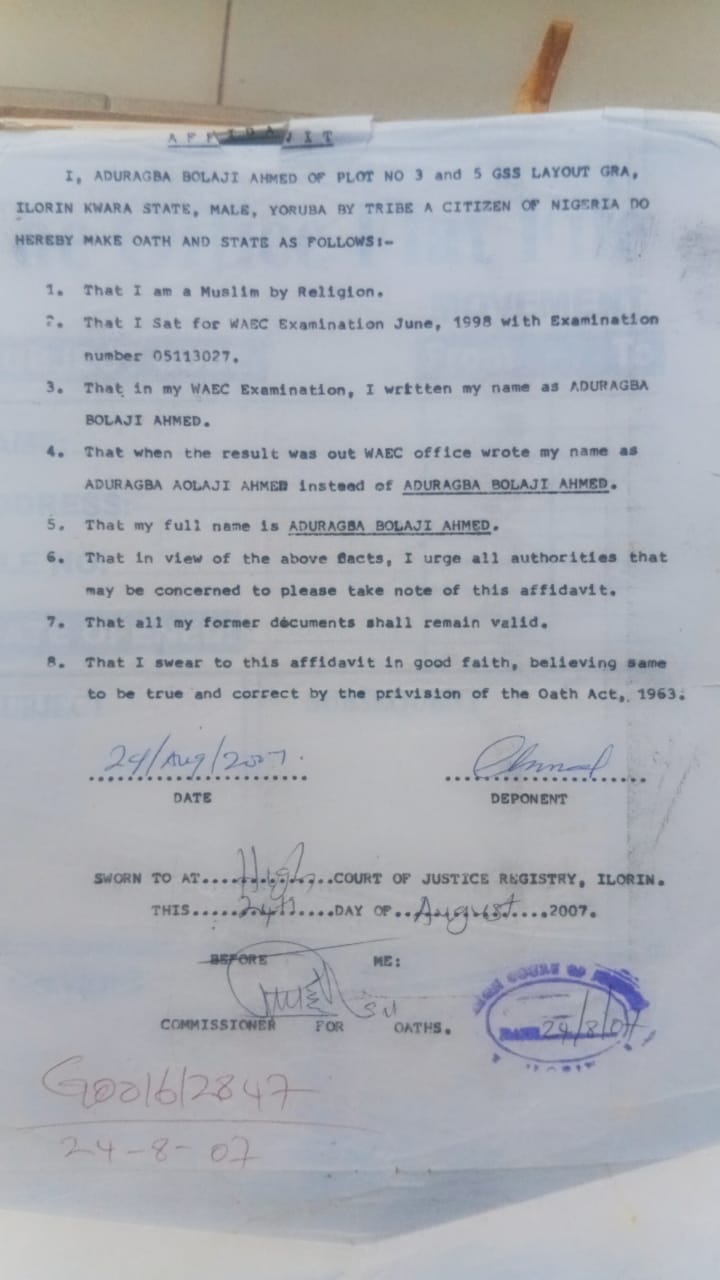 AFFIDAVIT
I, ADURAGBA BOLAJI AHMED OF PLOT NO 3 and 5 GSS LAYOUT GRA,
ILORIN KWARA STATE, MALE, YORUBA BY TRIBE A CITIZEN OF NIGERIA DO
HEREBY MAKE OATH AND STATE AS FOLLOWS:-
1. That I am a Muslim by Religion.
2. That I Sat for WAEC Examination June, 1998 with Examination
number 05113027.
3. That in my WAEC Examination, I written my name as ADURAGBA
BOLAJI AHMED.
4. That when the result was out WAEC office wrote my name as
ADURAGBA AOLAJI AHMED instead of ADURAGBA BOLAJI AHMED.
5. That my full name is ADURAGBA BOLAJI AHMED.
6. That in view of the above facts, I urge all authorities that
may be concerned to please take note of this affidavit.
7. That all my former documents shall remain valid.
8. That I swear to this affidavit in good faith, believing same
to be true and correct by the privision of the Oath Act,. 1963.
24/Aug/2007.
DATE DEPONENT
SWORN TO AT....High....COURT OF JUSTICE REGISTRY, ILORIN.
THIS.....24th....DAY OF..August....2007.
BEFORE ME:
COMMISSIONER FOR OATHS.
HIGH COURT OF JUSTICE
DATE 24/8/07
ILORIN
24-8-07